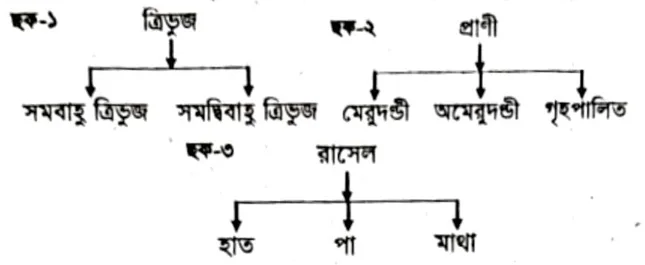 ছক-১ ত্রিভুজ ছক-২ প্রাণী
সমবাহু ত্রিভুজ সমদ্বিবাহু ত্রিভুজ মেরুদণ্ডী অমেরুদণ্ডী গৃহপালিত
ছক-৩ রাসেল
হাত পা মাথা